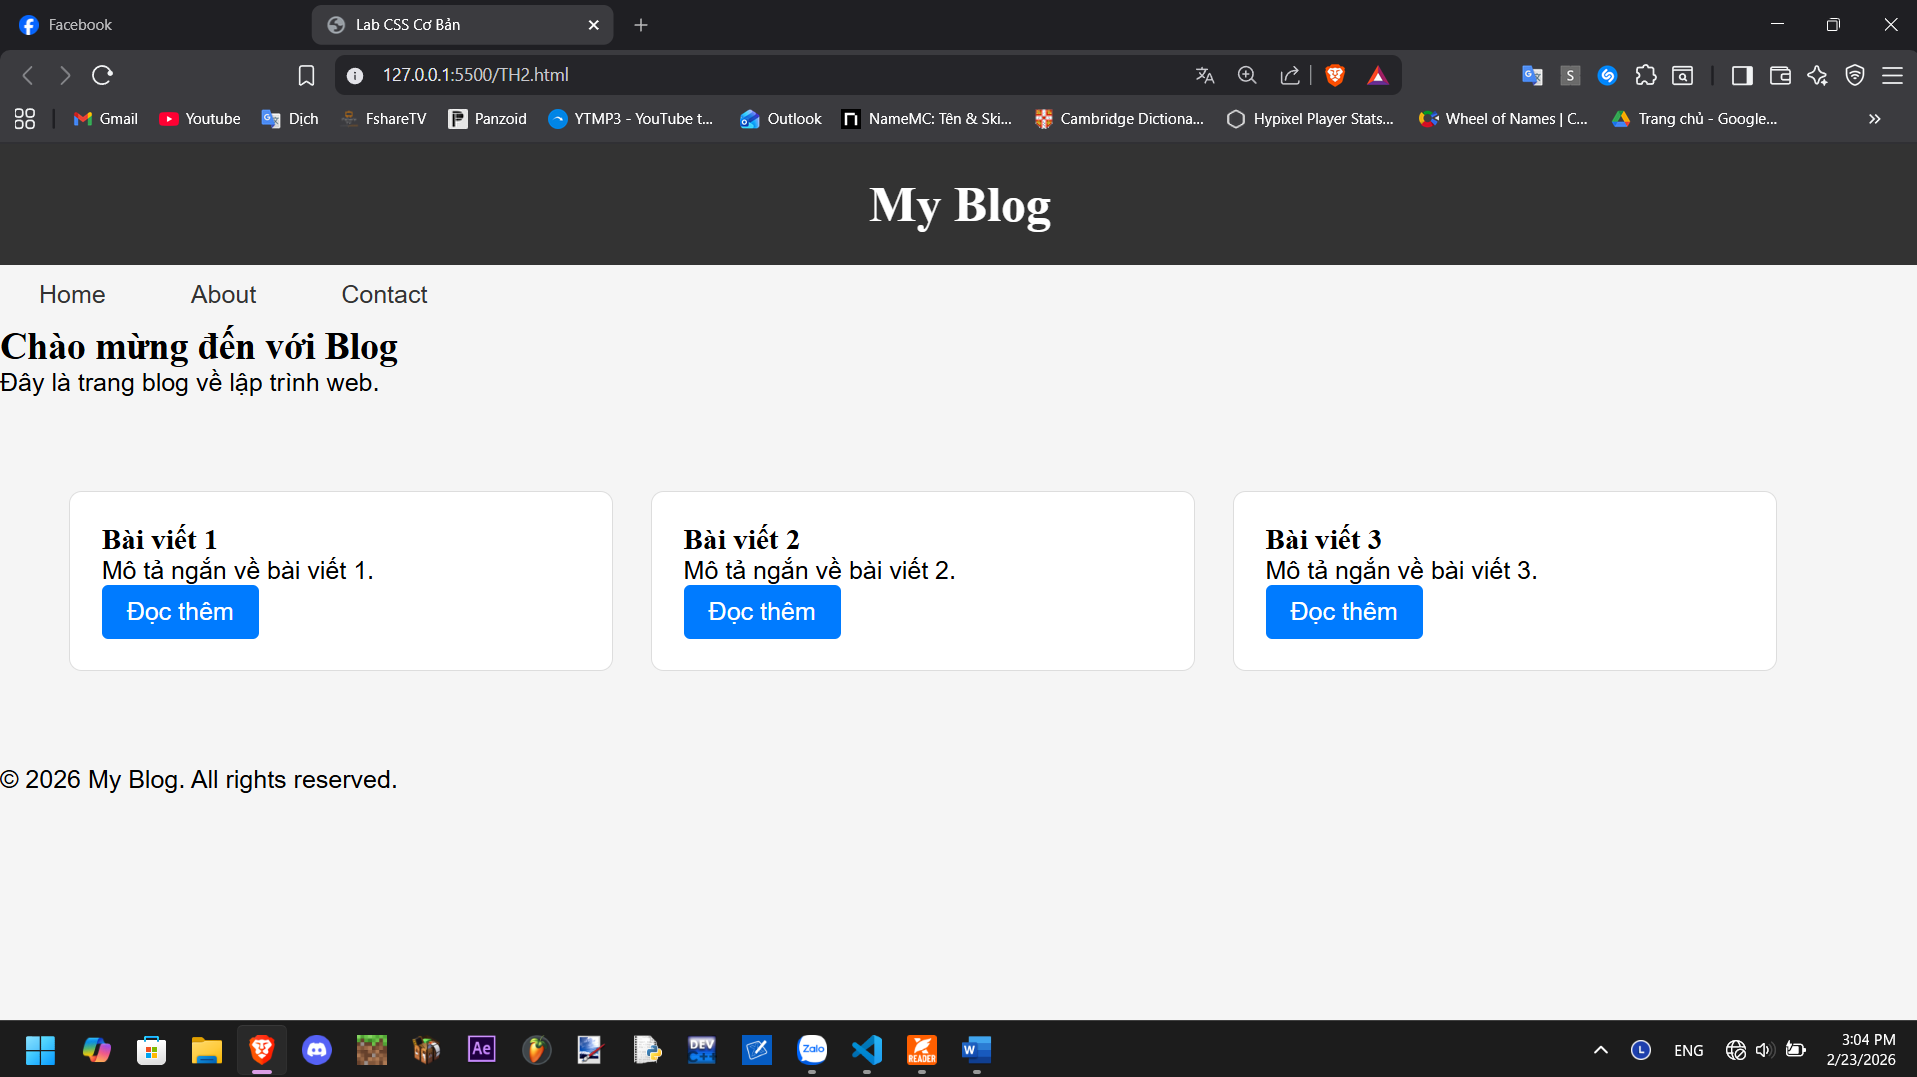 Facebook
Lab CSS Cơ Bản
127.0.0.1:5500/TH2.html
S
Gmail
Youtube
Dịch
FshareTV
Panzoid
YTMP3 - YouTube t...
Outlook
NameMC: Tên & Ski...
Cambridge Dictiona...
Hypixel Player Stats...
Wheel of Names | C...
Trang chủ - Google...
My Blog
Home About Contact
Chào mừng đến với Blog
Đây là trang blog về lập trình web.
Bài viết 1
Mô tả ngắn về bài viết 1.
Đọc thêm
Bài viết 2
Mô tả ngắn về bài viết 2.
Đọc thêm
Bài viết 3
Mô tả ngắn về bài viết 3.
Đọc thêm
© 2026 My Blog. All rights reserved.
Ae
DEV
C++
Zalo
READER
W
L
ENG
3:04 PM
2/23/2026